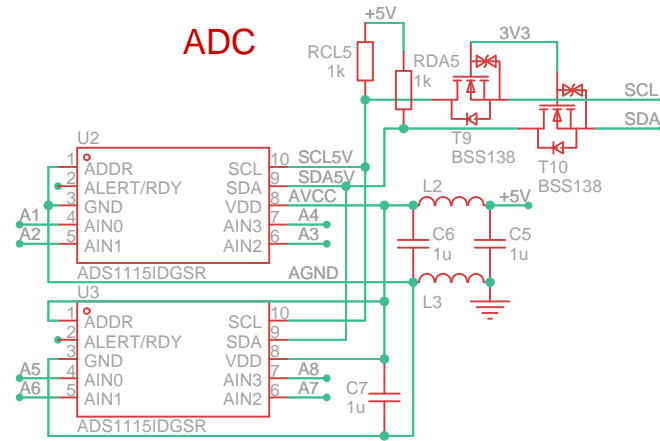 ADC
+5V
RCL5
1k
RDA5
1k
3V3
SCL
SDA
T9
BSS138
T10
BSS138
U2
1 ADDR SCL 10 SCL5V
2 ALERT/RDY SDA 9 SDA5V
3 GND VDD 8 AVCC
A1 4 AIN0 AIN3 7 A4
A2 5 AIN1 AIN2 6 A3
ADS1115IDGSR
AGND
L2
+5V
C6
1u
C5
1u
L3
U3
1 ADDR SCL 10
2 ALERT/RDY SDA 9
3 GND VDD 8
A5 4 AIN0 AIN3 7 A8
A6 5 AIN1 AIN2 6 A7
ADS1115IDGSR
C7
1u